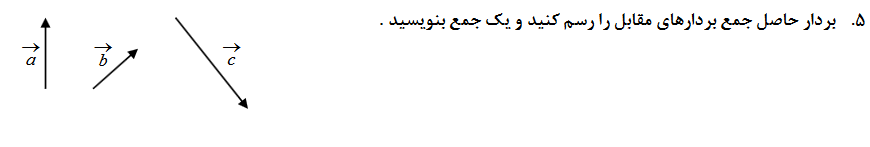 ۵. بردار حاصل جمع بردارهای مقابل را رسم کنید و یک جمع بنویسید .
a b c